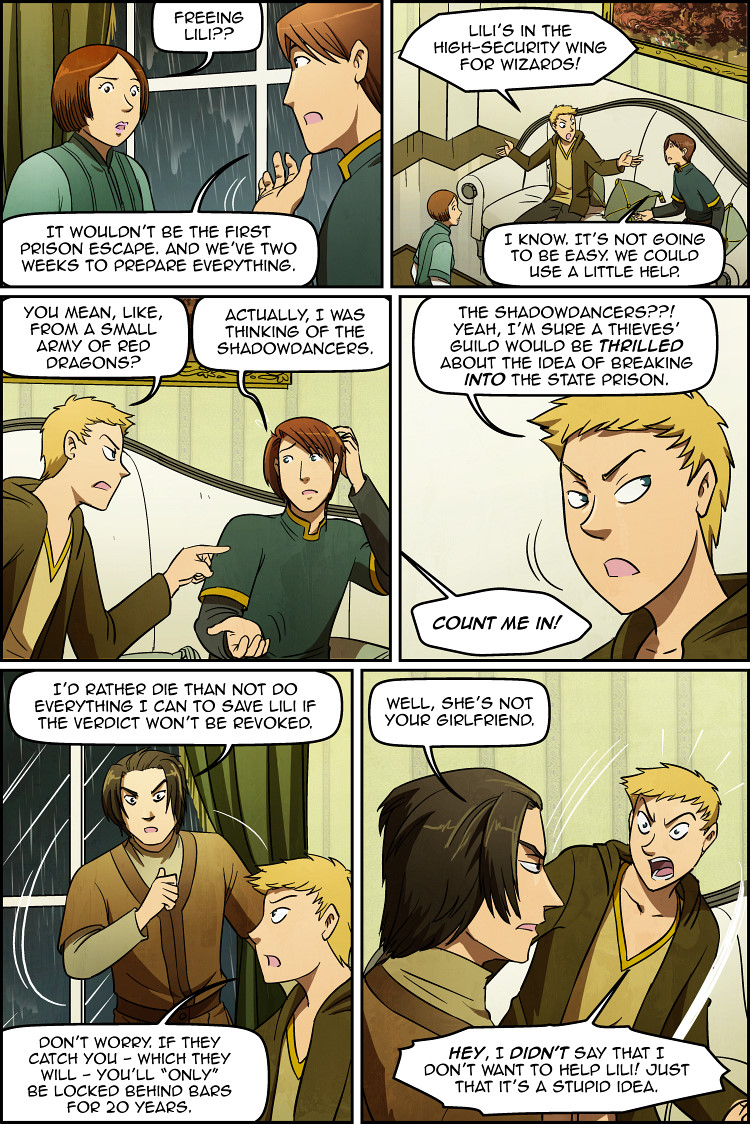 FREEING
LILI??
IT WOULDN'T BE THE FIRST
PRISON ESCAPE. AND WE'VE TWO
WEEKS TO PREPARE EVERYTHING.
LILI'S IN THE
HIGH-SECURITY WING
FOR WIZARDS!
I KNOW. IT'S NOT GOING
TO BE EASY. WE COULD
USE A LITTLE HELP.
YOU MEAN, LIKE,
FROM A SMALL
ARMY OF RED
DRAGONS?
ACTUALLY, I WAS
THINKING OF THE
SHADOWDANCERS.
THE SHADOWDANCERS??!
YEAH, I'M SURE A THIEVES'
GUILD WOULD BE THRILLED
ABOUT THE IDEA OF BREAKING
INTO THE STATE PRISON.
COUNT ME IN!
I'D RATHER DIE THAN NOT DO
EVERYTHING I CAN TO SAVE LILI IF
THE VERDICT WON'T BE REVOKED.
DON'T WORRY. IF THEY
CATCH YOU – WHICH THEY
WILL – YOU'LL "ONLY"
BE LOCKED BEHIND BARS
FOR 20 YEARS.
WELL, SHE'S NOT
YOUR GIRLFRIEND.
HEY, I DIDN'T SAY THAT I
DON'T WANT TO HELP LILI! JUST
THAT IT'S A STUPID IDEA.